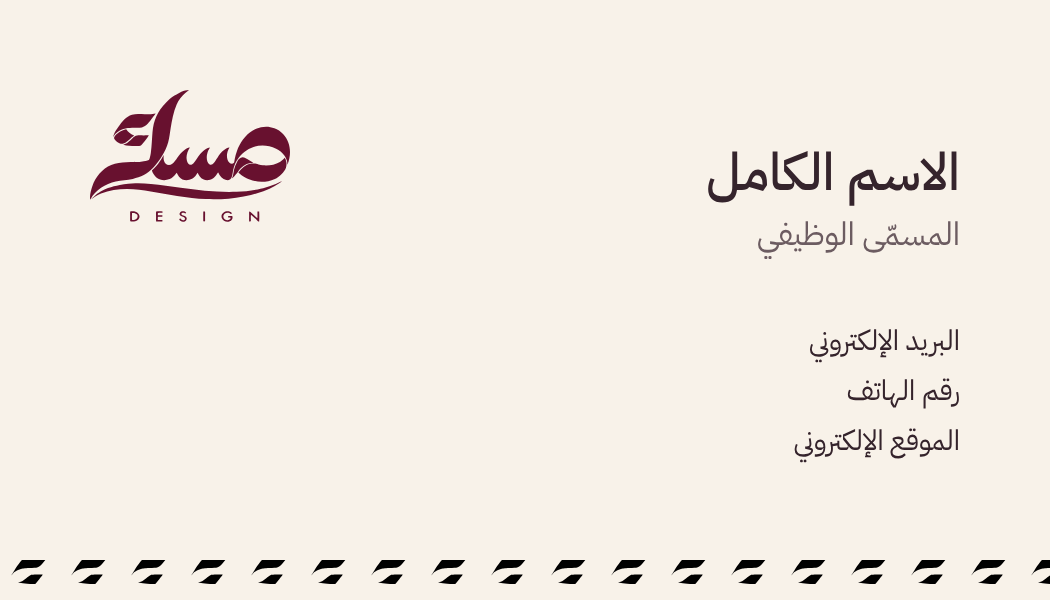 مسك
DESIGN
الاسم الكامل
المسمّى الوظيفي
البريد الإلكتروني
رقم الهاتف
الموقع الإلكتروني